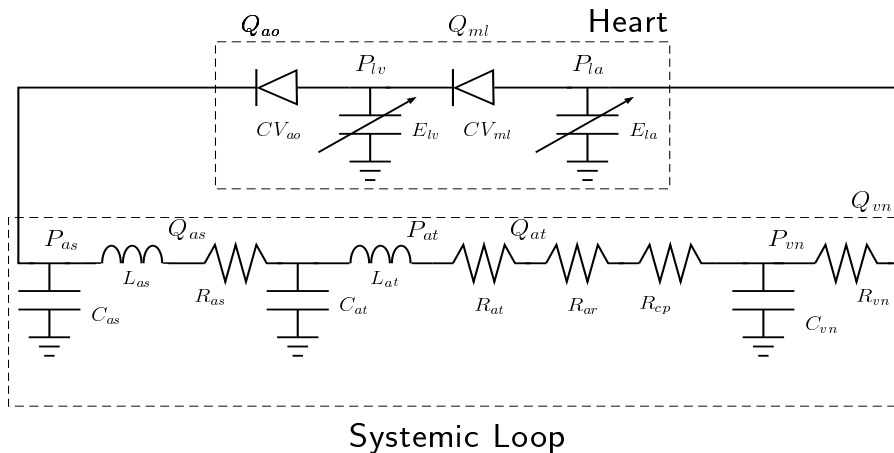 Heart
Q_ao Q_ml
P_lv P_la
CV_ao E_lv CV_ml E_la
Q_vn
P_as Q_as P_at Q_at P_vn
L_as R_as L_at R_at R_ar R_cp R_vn
C_as C_at C_vn
Systemic Loop